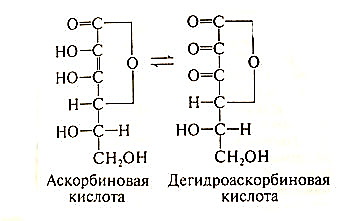 O=C O=C
HO–C O=C
O ⇌ O
HO–C O=C
H–C H–C
HO–C–H HO–C–H
CH₂OH CH₂OH
Аскорбиновая Дегидроаскорбиновая
кислота кислота